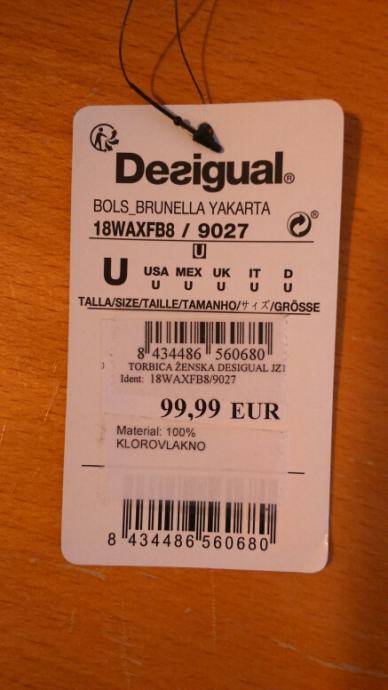 Desigual®
BOLS_BRUNELLA YAKARTA
18WAXFB8 / 9027
®
U
U USA MEX UK IT D
U U U U U
TALLA/SIZE/TAILLE/TAMANHO/サイズ/GRÖSSE
8 434486 560680
TORBICA ŽENSKA DESIGUAL JZ
Ident: 18WAXFB8/9027
99,99 EUR
Material: 100%
KLOROVLAKNO
8 434486 560680